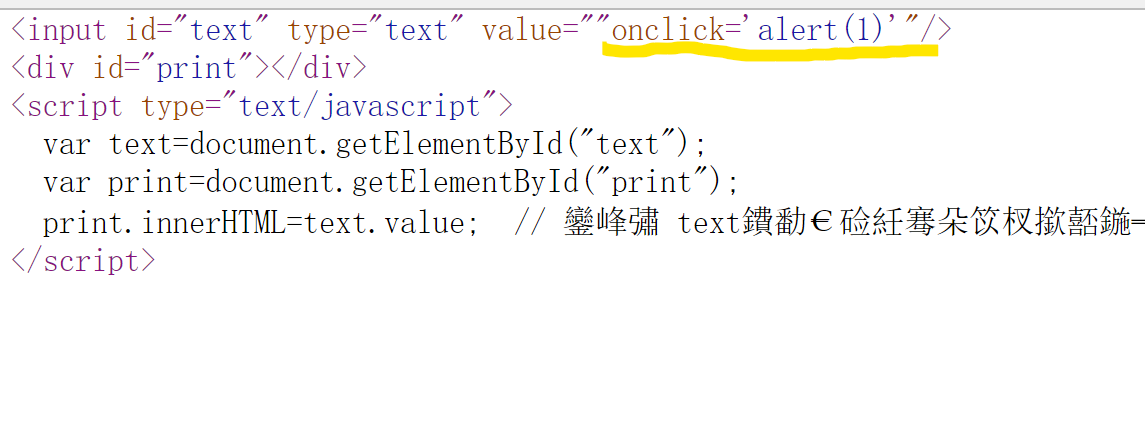 <input id="text" type="text" value=""onclick='alert(1)'"/>
<div id="print"></div>
<script type="text/javascript">
var text=document.getElementById("text");
var print=document.getElementById("print");
print.innerHTML=text.value; // 鑾峰彇 text鐨勫€硷紝骞朵笖杈撳嚭鍦
</script>